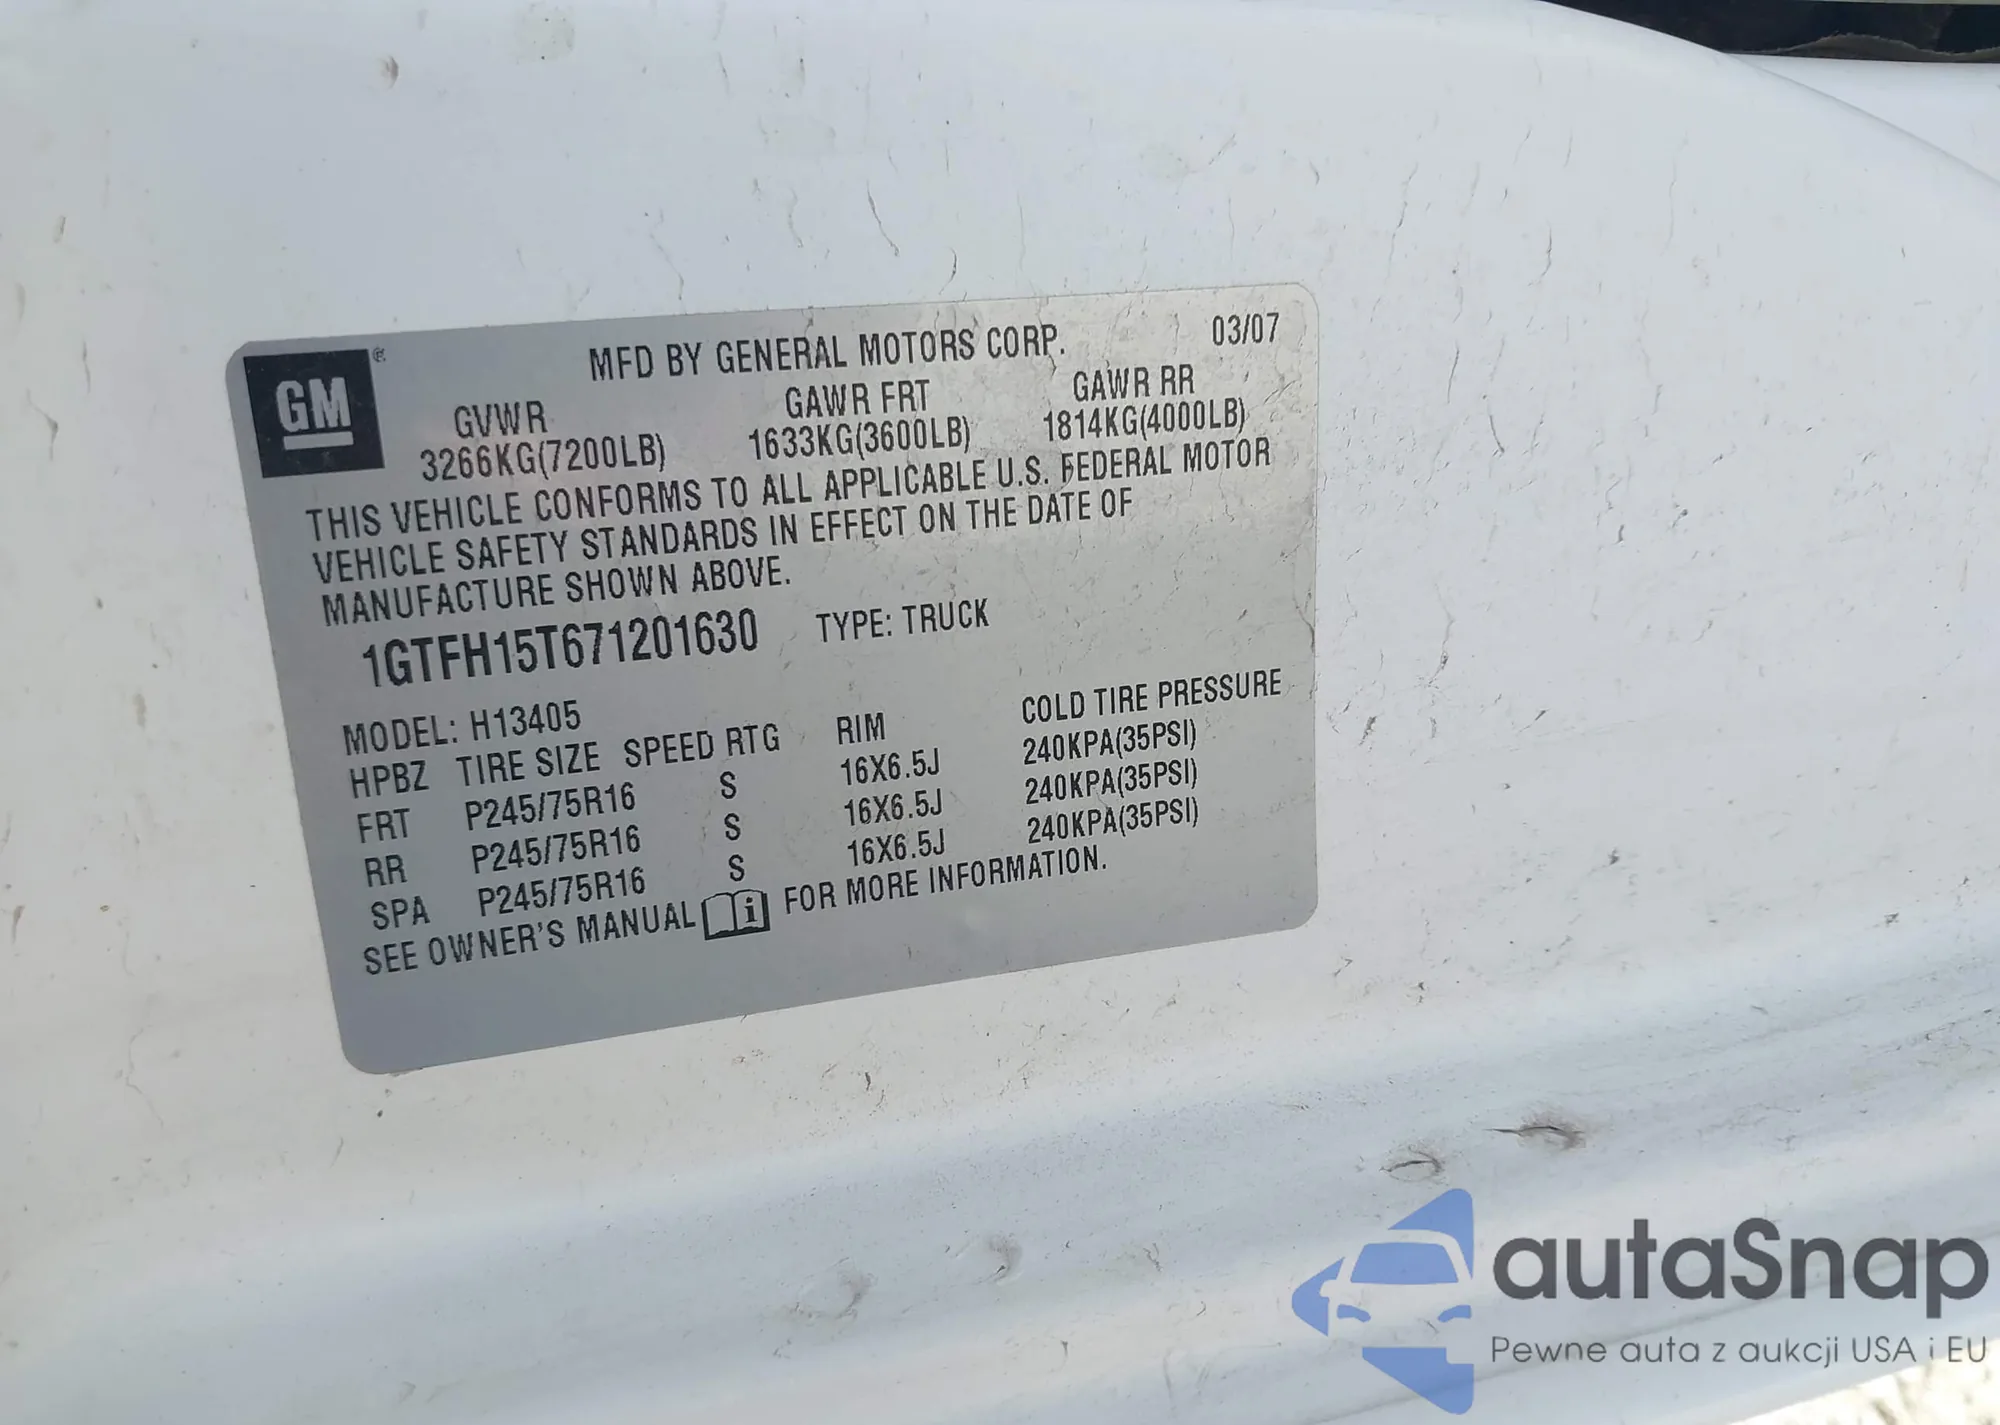 GM®
MFD BY GENERAL MOTORS CORP. 03/07
GVWR GAWR FRT GAWR RR
3266KG(7200LB) 1633KG(3600LB) 1814KG(4000LB)
THIS VEHICLE CONFORMS TO ALL APPLICABLE U.S. FEDERAL MOTOR
VEHICLE SAFETY STANDARDS IN EFFECT ON THE DATE OF
MANUFACTURE SHOWN ABOVE.
1GTFH15T671201630 TYPE: TRUCK
MODEL: H13405
HPBZ TIRE SIZE SPEED RTG RIM COLD TIRE PRESSURE
FRT P245/75R16 S 16X6.5J 240KPA(35PSI)
RR P245/75R16 S 16X6.5J 240KPA(35PSI)
SPA P245/75R16 S 16X6.5J 240KPA(35PSI)
SEE OWNER'S MANUAL i FOR MORE INFORMATION.
autaSnap
Pewne auta z aukcji USA i EU